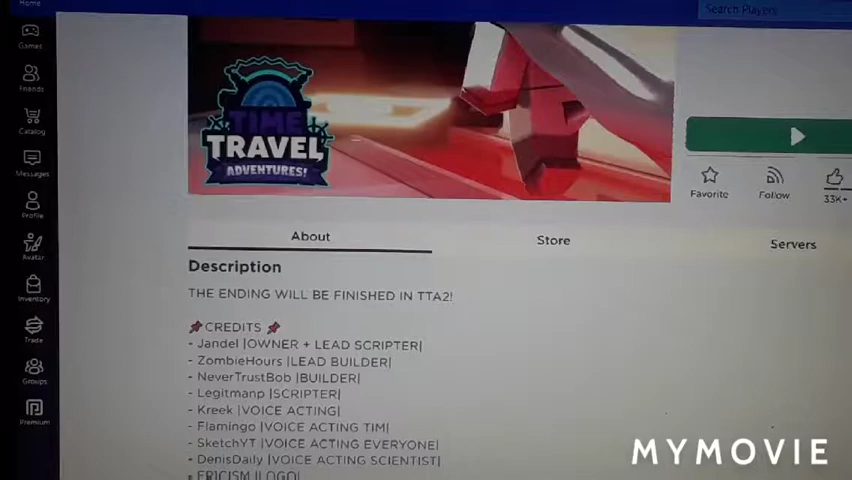 Home
Search Players
Games
Friends
Catalog
Messages
Profile
Avatar
Inventory
Trade
Groups
Premium
TIME
TRAVEL
ADVENTURES!
Favorite
Follow
33K+
About
Store
Servers
Description
THE ENDING WILL BE FINISHED IN TTA2!
📌CREDITS📌
- Jandel |OWNER + LEAD SCRIPTER|
- ZombieHours |LEAD BUILDER|
- NeverTrustBob |BUILDER|
- Legitmanp |SCRIPTER|
- Kreek |VOICE ACTING|
- Flamingo |VOICE ACTING TIM|
- SketchYT |VOICE ACTING EVERYONE|
- DenisDaily |VOICE ACTING SCIENTIST|
- ERICISM |LOGO|
MYMOVIE